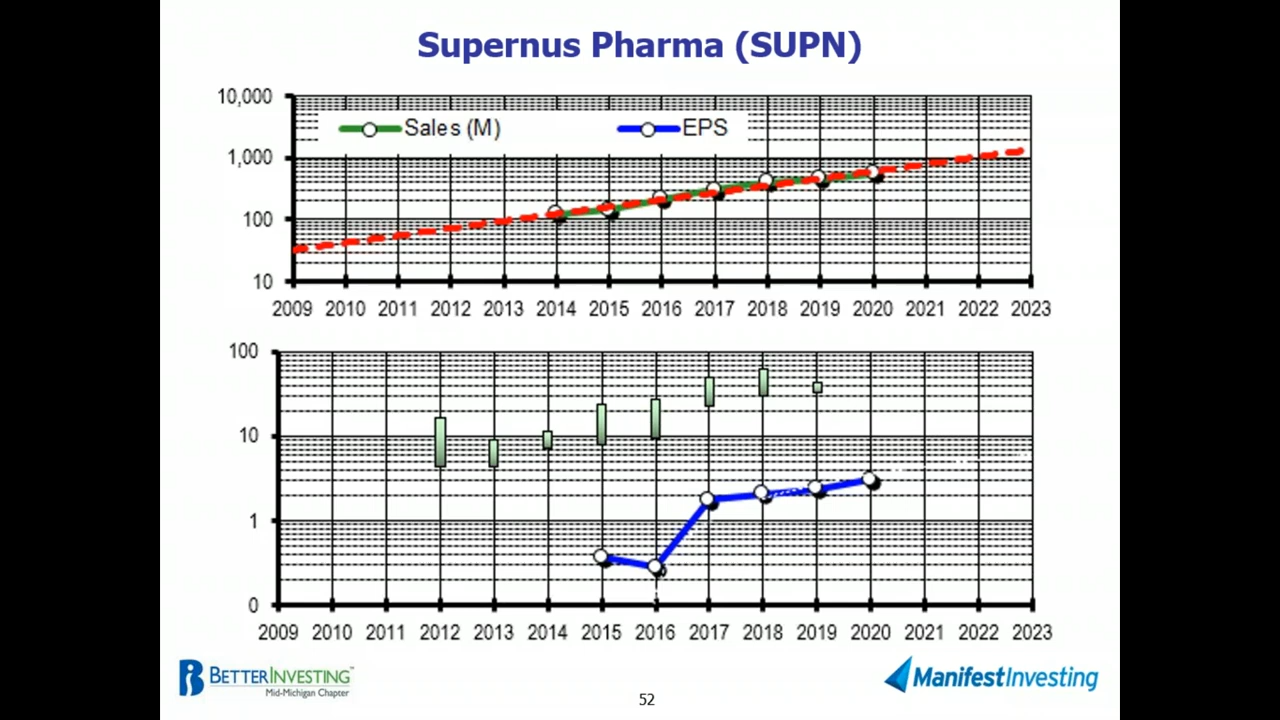 Supernus Pharma (SUPN)
10,000
Sales (M) EPS
1,000
100
10
2009 2010 2011 2012 2013 2014 2015 2016 2017 2018 2019 2020 2021 2022 2023
100
10
1
0
2009 2010 2011 2012 2013 2014 2015 2016 2017 2018 2019 2020 2021 2022 2023
BETTERINVESTING™
Mid-Michigan Chapter
ManifestInvesting
52